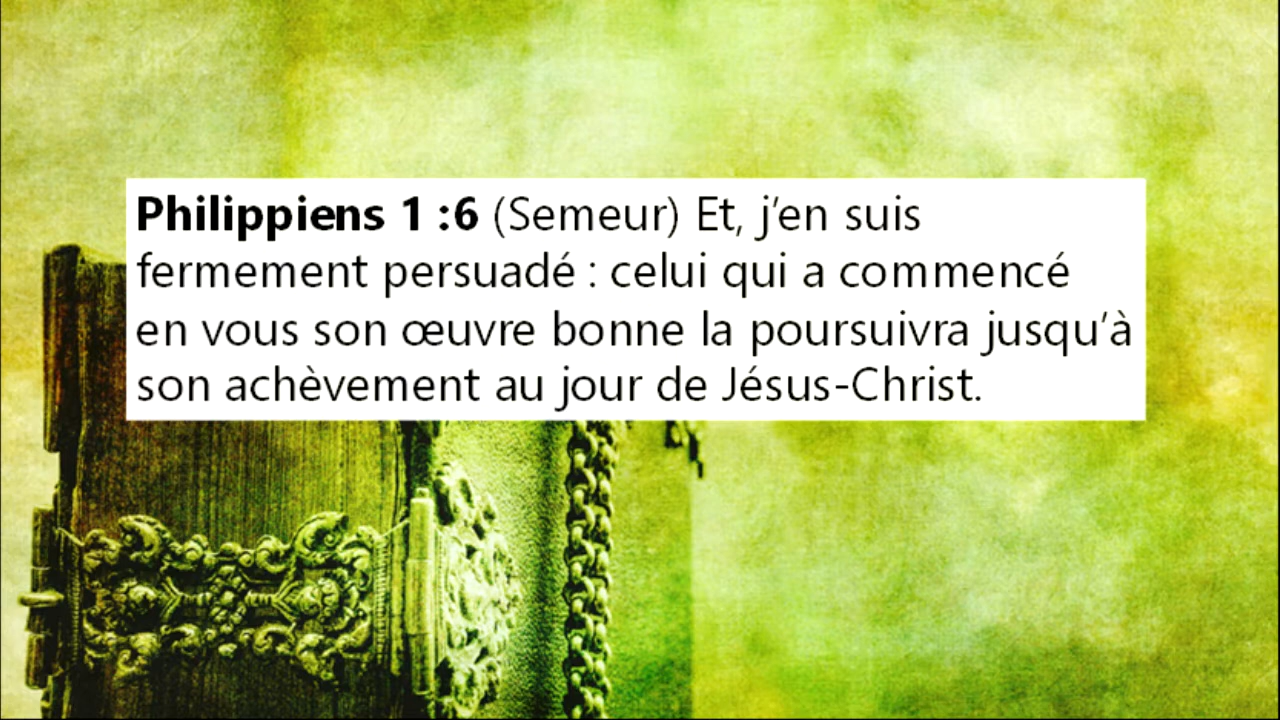 Philippiens 1 :6 (Semeur) Et, j’en suis
fermement persuadé : celui qui a commencé
en vous son œuvre bonne la poursuivra jusqu’à
son achèvement au jour de Jésus-Christ.